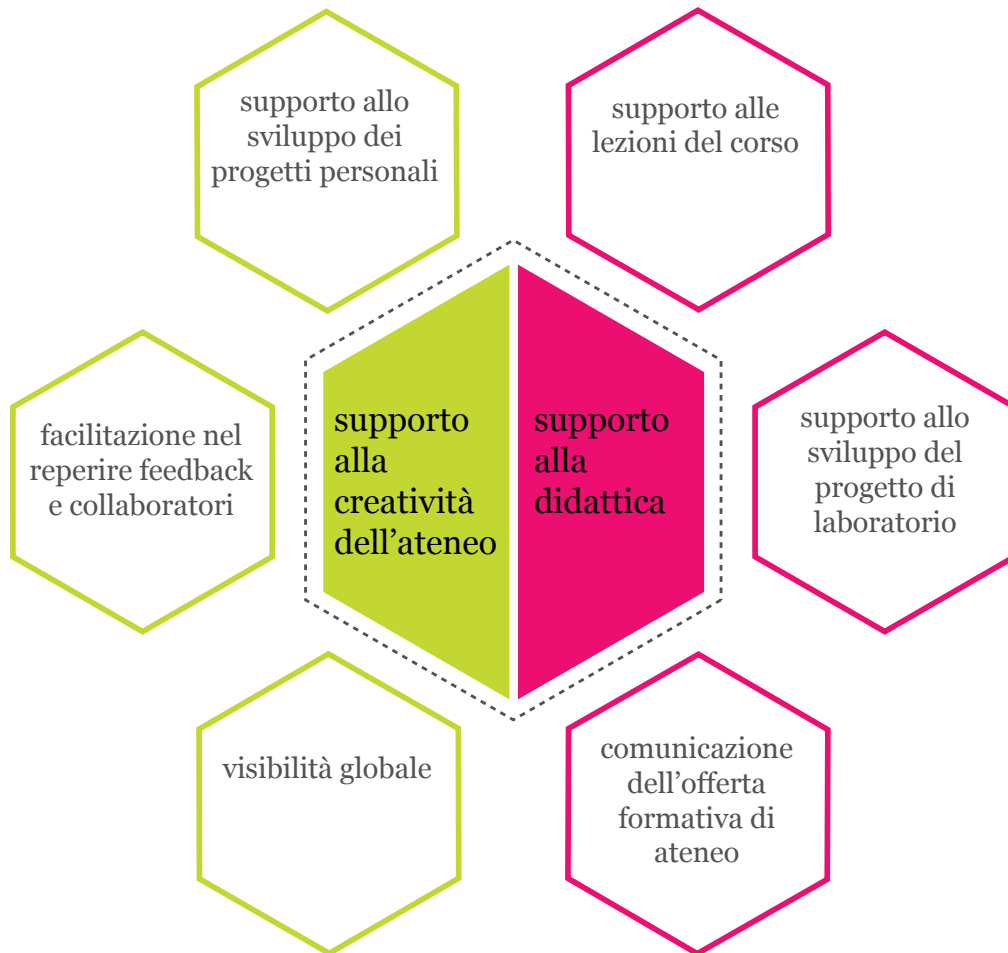 supporto allo
sviluppo dei
progetti personali
supporto alle
lezioni del corso
facilitazione nel
reperire feedback
e collaboratori
supporto
alla
creatività
dell’ateneo
supporto
alla
didattica
supporto allo
sviluppo del
progetto di
laboratorio
visibilità globale
comunicazione
dell’offerta
formativa di
ateneo